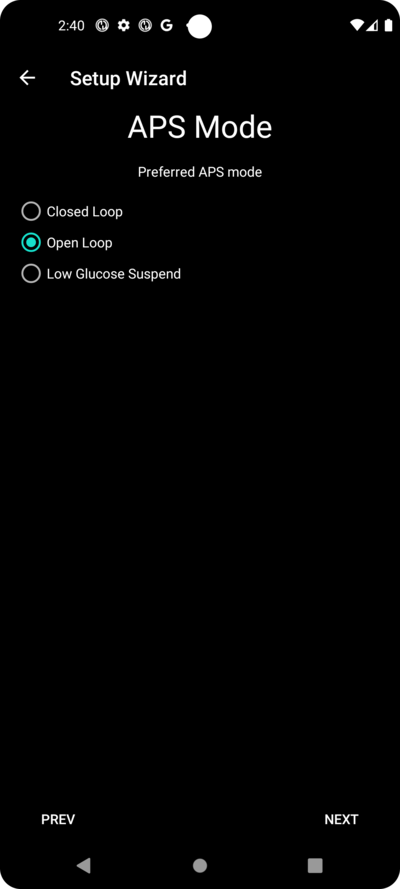 2:40
Setup Wizard
APS Mode
Preferred APS mode
Closed Loop
Open Loop
Low Glucose Suspend
PREV NEXT